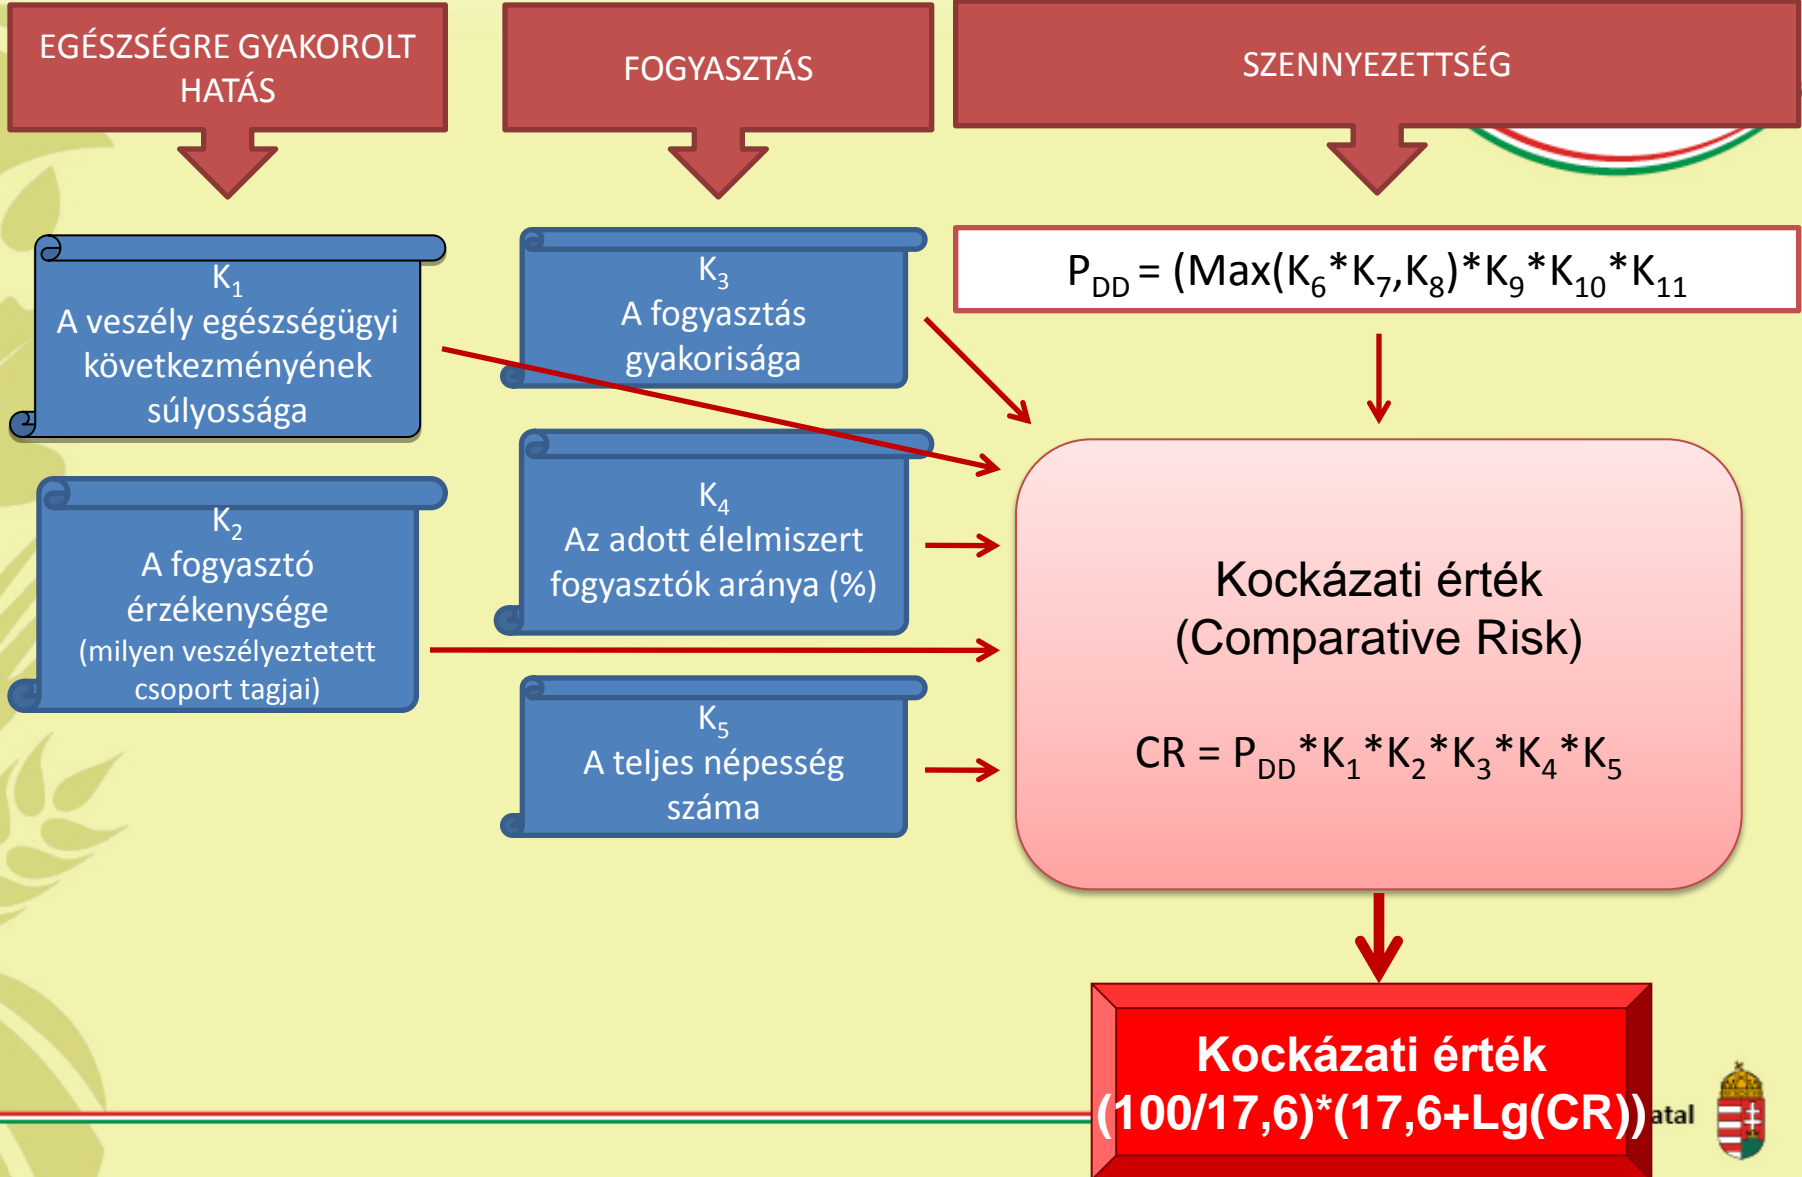 EGÉSZSÉGRE GYAKOROLT
HATÁS
FOGYASZTÁS
SZENNYEZETTSÉG
K₁
A veszély egészségügyi
következményének
súlyossága
K₂
A fogyasztó
érzékenysége
(milyen veszélyeztetett
csoport tagjai)
K₃
A fogyasztás
gyakorisága
K₄
Az adott élelmiszert
fogyasztók aránya (%)
K₅
A teljes népesség
száma
P_DD = (Max(K₆*K₇,K₈)*K₉*K₁₀*K₁₁
Kockázati érték
(Comparative Risk)
CR = P_DD*K₁*K₂*K₃*K₄*K₅
Kockázati érték
(100/17,6)*(17,6+Lg(CR))
atal